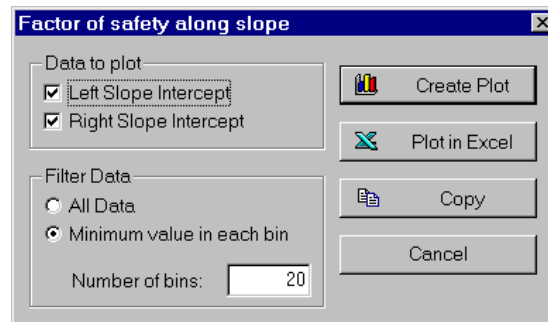 Factor of safety along slope
Data to plot
Left Slope Intercept
Right Slope Intercept
Filter Data
All Data
Minimum value in each bin
Number of bins: 20
Create Plot
Plot in Excel
Copy
Cancel